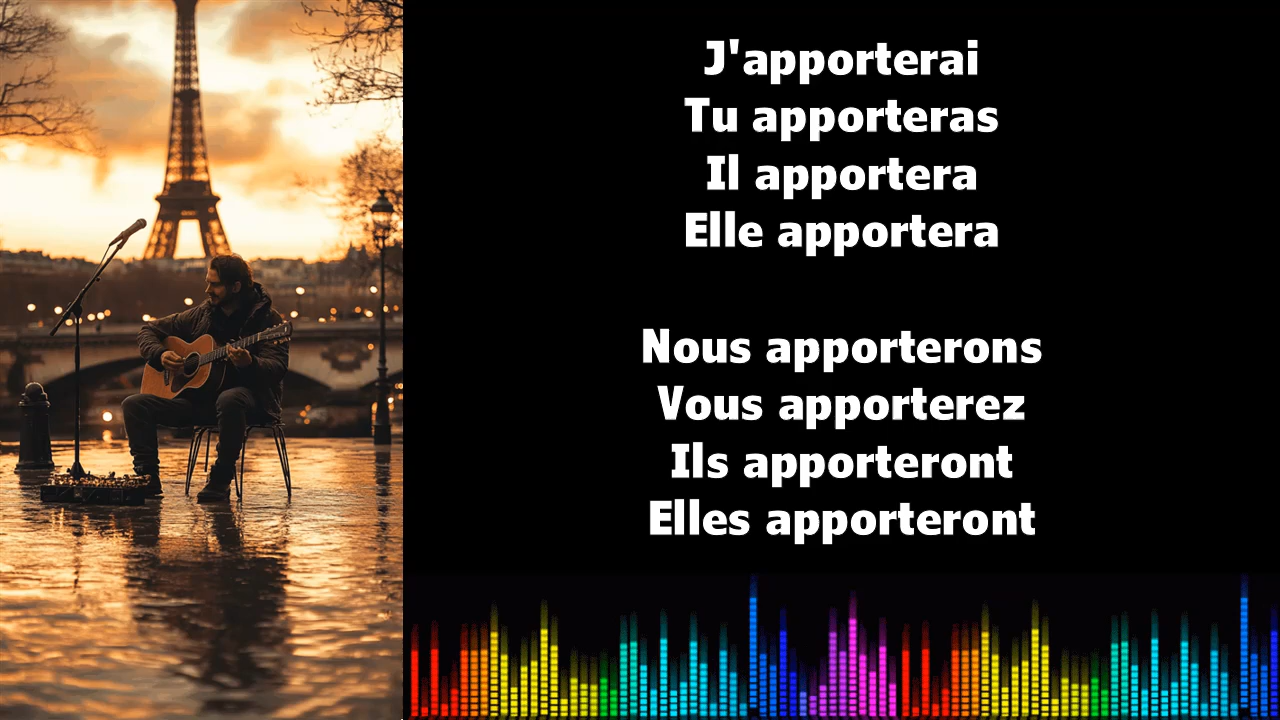 J'apporterai
Tu apporteras
Il apportera
Elle apportera
Nous apporterons
Vous apporterez
Ils apporteront
Elles apporteront